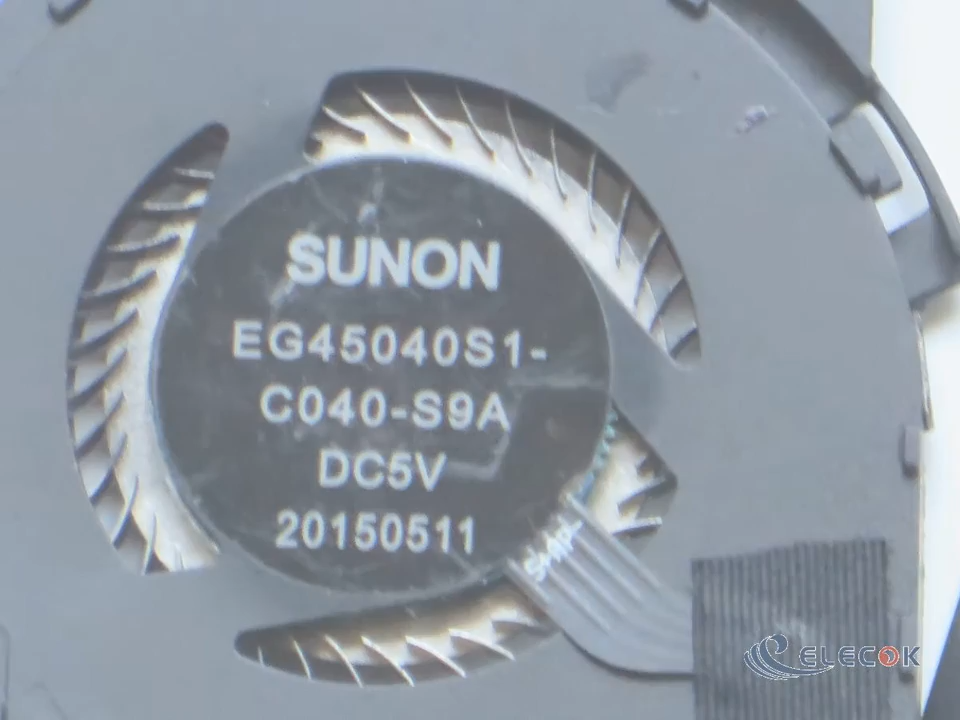 SUNON
EG45040S1-
C040-S9A
DC5V
20150511
ELECOK